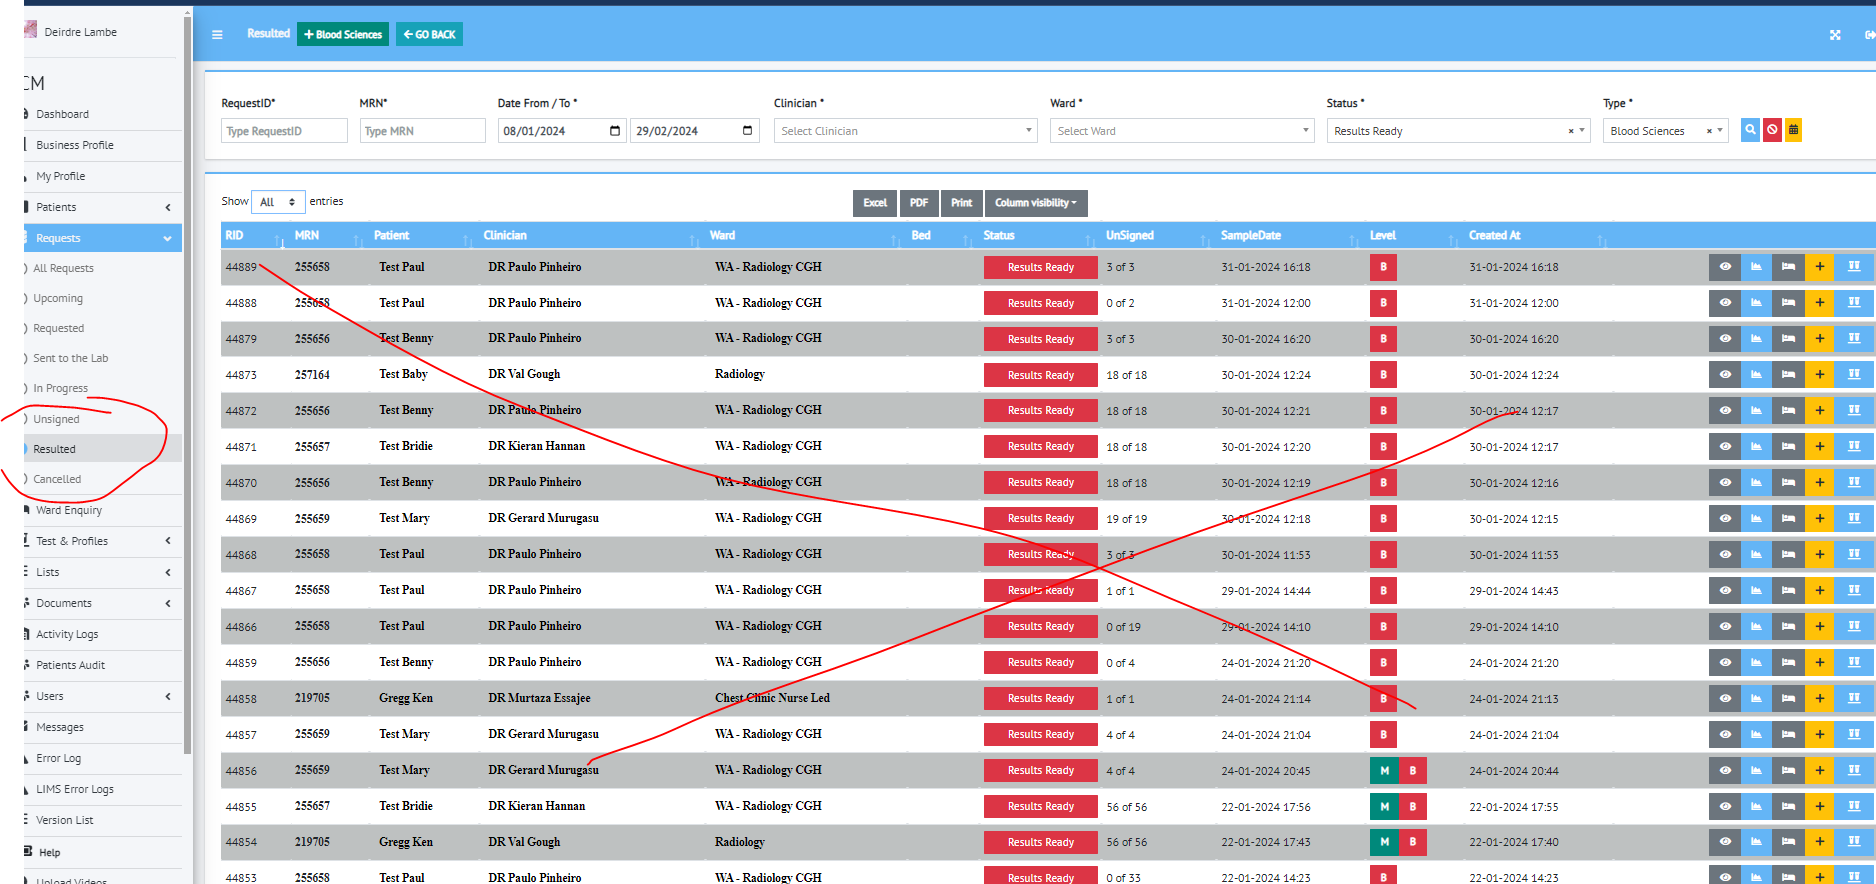 Deirdre Lambe
Resulted + Blood Sciences GO BACK
CM
Dashboard
Business Profile
My Profile
Patients
Requests
All Requests
Upcoming
Requested
Sent to the Lab
In Progress
Unsigned
Resulted
Cancelled
Ward Enquiry
Test & Profiles
Lists
Documents
Activity Logs
Patients Audit
Users
Messages
Error Log
LIMS Error Logs
Version List
Help
Upload Videos
RequestID* MRN* Date From / To * Clinician * Ward * Status * Type *
Type RequestID Type MRN 08/01/2024 29/02/2024 Select Clinician Select Ward Results Ready × Blood Sciences ×
Show All entries Excel PDF Print Column visibility
RID MRN Patient Clinician Ward Bed Status UnSigned SampleDate Level Created At
44889 255658 Test Paul DR Paulo Pinheiro WA - Radiology CGH Results Ready 3 of 3 31-01-2024 16:18 B 31-01-2024 16:18
44888 255658 Test Paul DR Paulo Pinheiro WA - Radiology CGH Results Ready 0 of 2 31-01-2024 12:00 B 31-01-2024 12:00
44879 255656 Test Benny DR Paulo Pinheiro WA - Radiology CGH Results Ready 3 of 3 30-01-2024 16:20 B 30-01-2024 16:20
44873 257164 Test Baby DR Val Gough Radiology Results Ready 18 of 18 30-01-2024 12:24 B 30-01-2024 12:24
44872 255656 Test Benny DR Paulo Pinheiro WA - Radiology CGH Results Ready 18 of 18 30-01-2024 12:21 B 30-01-2024 12:17
44871 255657 Test Bridie DR Kieran Hannan WA - Radiology CGH Results Ready 18 of 18 30-01-2024 12:20 B 30-01-2024 12:17
44870 255656 Test Benny DR Paulo Pinheiro WA - Radiology CGH Results Ready 18 of 18 30-01-2024 12:19 B 30-01-2024 12:16
44869 255659 Test Mary DR Gerard Murugasu WA - Radiology CGH Results Ready 19 of 19 30-01-2024 12:18 B 30-01-2024 12:15
44868 255658 Test Paul DR Paulo Pinheiro WA - Radiology CGH Results Ready 3 of 3 30-01-2024 11:53 B 30-01-2024 11:53
44867 255658 Test Paul DR Paulo Pinheiro WA - Radiology CGH Results Ready 1 of 1 29-01-2024 14:44 B 29-01-2024 14:43
44866 255658 Test Paul DR Paulo Pinheiro WA - Radiology CGH Results Ready 0 of 19 29-01-2024 14:10 B 29-01-2024 14:10
44859 255656 Test Benny DR Paulo Pinheiro WA - Radiology CGH Results Ready 0 of 4 24-01-2024 21:20 B 24-01-2024 21:20
44858 219705 Gregg Ken DR Murtaza Essajee Chest Clinic Nurse Led Results Ready 1 of 1 24-01-2024 21:14 B 24-01-2024 21:13
44857 255659 Test Mary DR Gerard Murugasu WA - Radiology CGH Results Ready 4 of 4 24-01-2024 21:04 B 24-01-2024 21:04
44856 255659 Test Mary DR Gerard Murugasu WA - Radiology CGH Results Ready 4 of 4 24-01-2024 20:45 M B 24-01-2024 20:44
44855 255657 Test Bridie DR Kieran Hannan WA - Radiology CGH Results Ready 56 of 56 22-01-2024 17:56 M B 22-01-2024 17:55
44854 219705 Gregg Ken DR Val Gough Radiology Results Ready 56 of 56 22-01-2024 17:43 M B 22-01-2024 17:40
44853 255658 Test Paul DR Paulo Pinheiro WA - Radiology CGH Results Ready 0 of 33 22-01-2024 14:23 B 22-01-2024 14:23